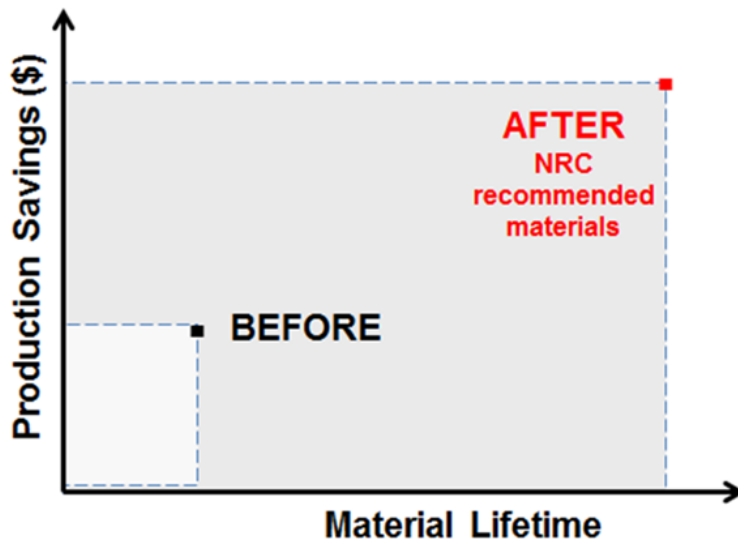 Production Savings ($)
AFTER
NRC
recommended
materials
BEFORE
Material Lifetime